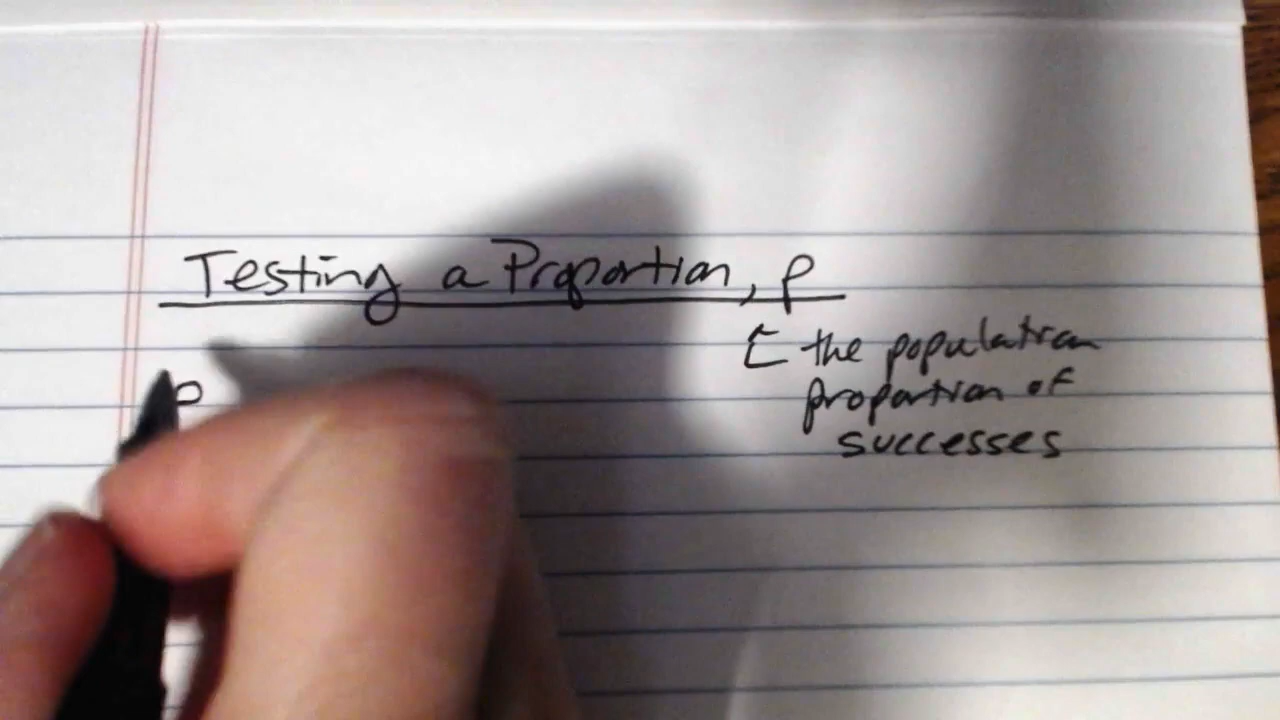 Testing a Proportion, p
the population
proportion of
successes
p